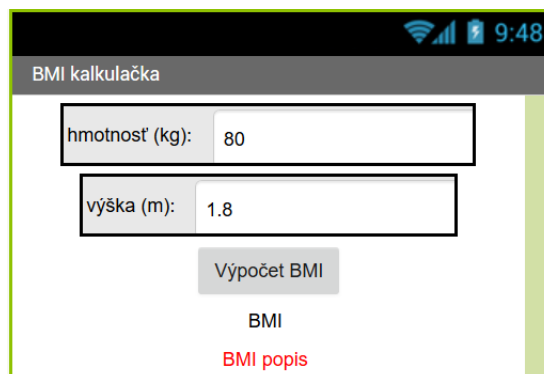 9:48
BMI kalkulačka
hmotnosť (kg): 80
výška (m): 1.8
Výpočet BMI
BMI
BMI popis